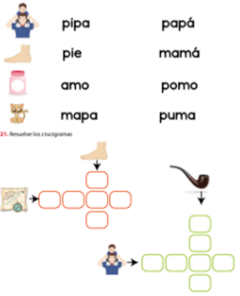 pipa papá
pie mamá
amo pomo
mapa puma
21. Resuelve los crucigramas